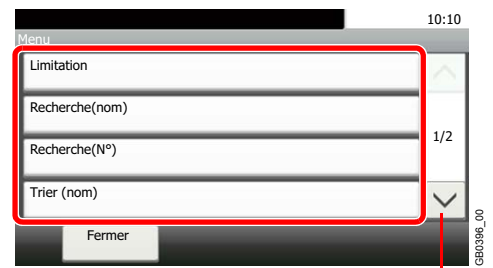 10:10
Menu
Limitation
Recherche(nom)
1/2
Recherche(N°)
Trier (nom)
Fermer
GB0396_00